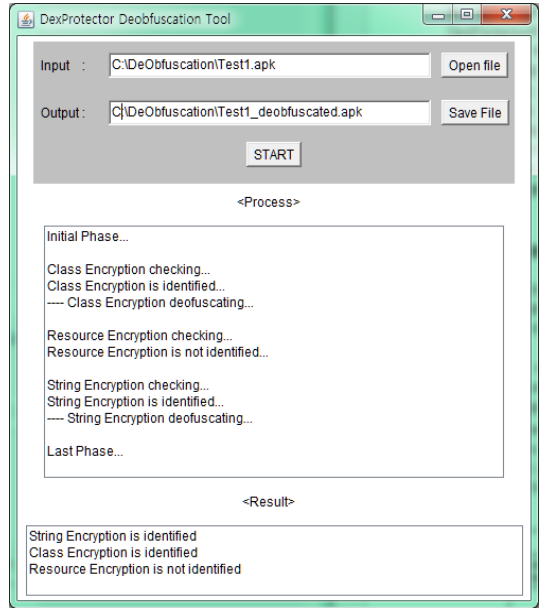 DexProtector Deobfuscation Tool
Input : C:\DeObfuscation\Test1.apk Open file
Output : C:\DeObfuscation\Test1_deobfuscated.apk Save File
START
<Process>
Initial Phase...
Class Encryption checking...
Class Encryption is identified...
---- Class Encryption deofuscating...
Resource Encryption checking...
Resource Encryption is not identified...
String Encryption checking...
String Encryption is identified...
---- String Encryption deofuscating...
Last Phase...
<Result>
String Encryption is identified
Class Encryption is identified
Resource Encryption is not identified